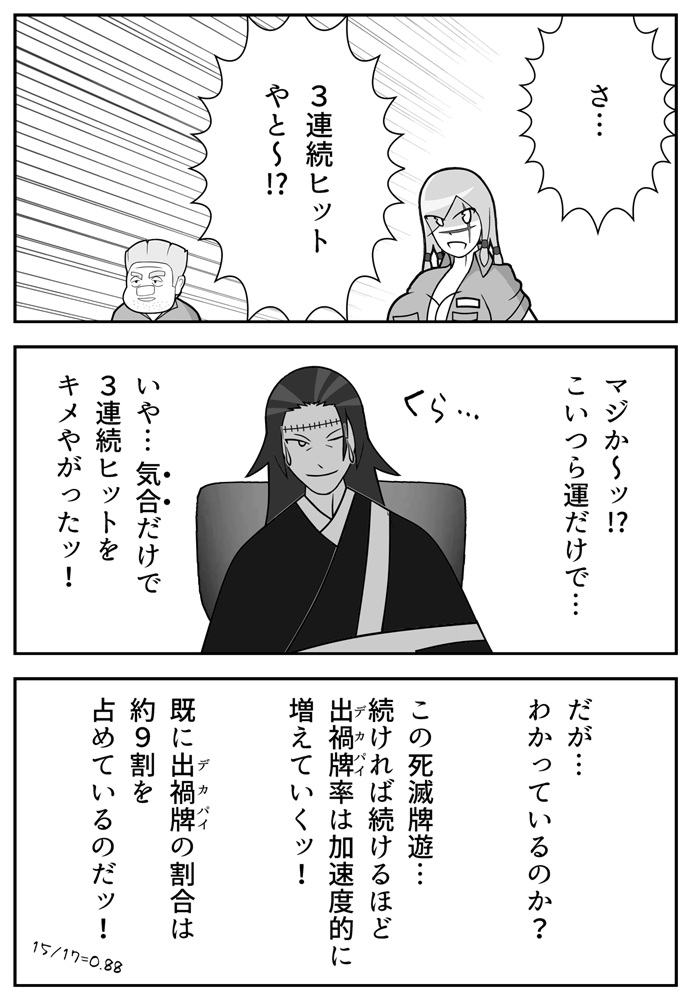 さ…
３連続ヒット
やと～!?
マジか～ッ!?
こいつら運だけで…
くら…
いや…気合だけで
３連続ヒットを
キメやがったッ！
だが…
わかっているのか？
この死滅牌遊…
続ければ続けるほど
出禍牌率は加速度的に
デカパイ
増えていくッ！
既に出禍牌の割合は
デカパイ
約９割を
占めているのだッ！
15/17=0.88